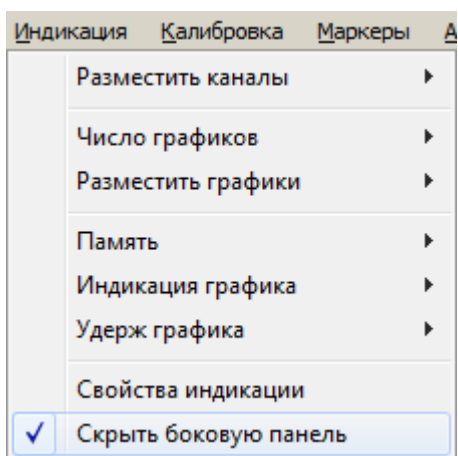 Индикация Калибровка Маркеры А
Разместить каналы
Число графиков
Разместить графики
Память
Индикация графика
Удерж графика
Свойства индикации
Скрыть боковую панель